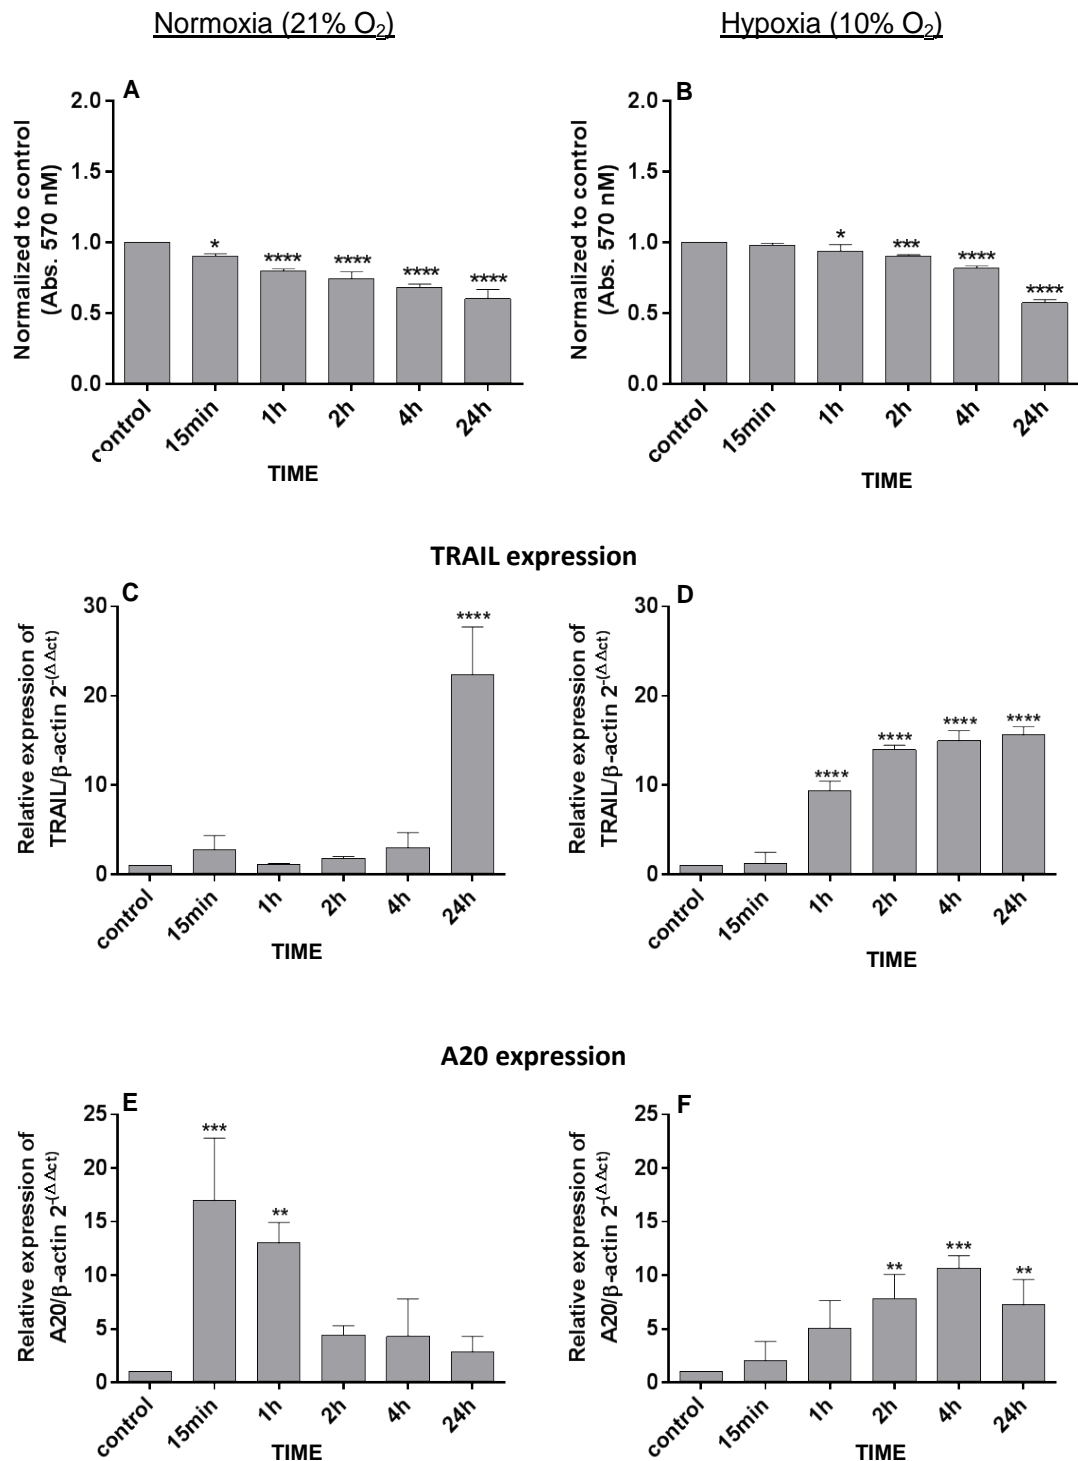 Normoxia (21% O2)
Hypoxia (10% O2)
A
Normalized to control
(Abs. 570 nM)
2.0
1.5
1.0
0.5
0.0
*
****
****
****
****
control
15min
1h
2h
4h
24h
TIME
B
Normalized to control
(Abs. 570 nM)
2.0
1.5
1.0
0.5
0.0
*
***
****
****
control
15min
1h
2h
4h
24h
TIME
TRAIL expression
C
Relative expression of
TRAIL/β-actin 2-(ΔΔct)
30
20
10
0
****
control
15min
1h
2h
4h
24h
TIME
D
Relative expression of
TRAIL/β-actin 2-(ΔΔct)
30
20
10
0
****
****
****
****
control
15min
1h
2h
4h
24h
TIME
A20 expression
E
Relative expression of
A20/β-actin 2-(ΔΔct)
25
20
15
10
5
0
***
**
control
15min
1h
2h
4h
24h
TIME
F
Relative expression of
A20/β-actin 2-(ΔΔct)
25
20
15
10
5
0
**
***
**
control
15min
1h
2h
4h
24h
TIME